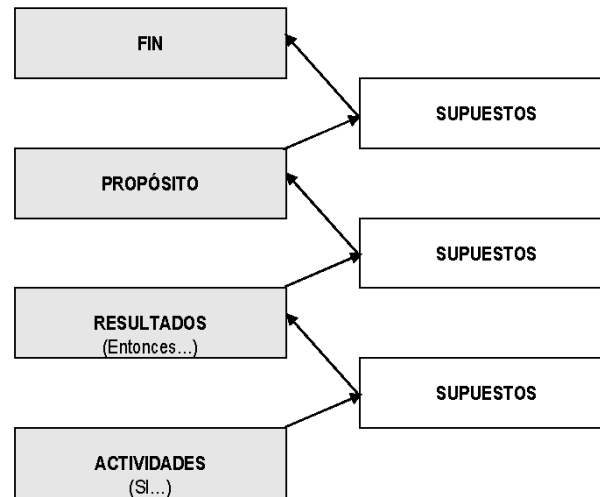 FIN
SUPUESTOS
PROPÓSITO
SUPUESTOS
RESULTADOS
(Entonces...)
SUPUESTOS
ACTIVIDADES
(SI...)